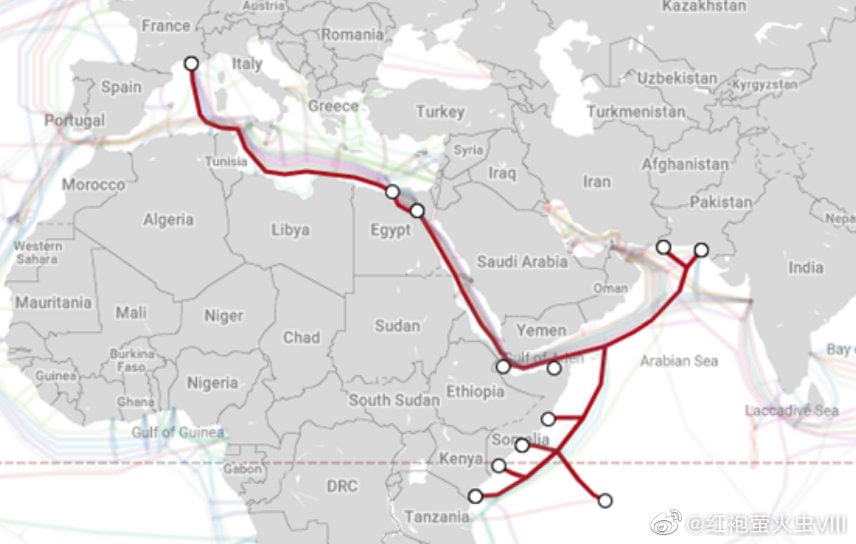 Kazakhstan
Austria
France
Romania
Italy
Uzbekistan
Kyrgyzstan
Spain
Greece
Turkey
Turkmenistan
Portugal
Syria
Tunisia
Afghanistan
Iraq
Iran
Morocco
Pakistan
Algeria
Libya
Egypt
Nepa
Western
Sahara
Saudi Arabia
India
Oman
Mauritania
Mali
Niger
Chad
Sudan
Yemen
Burkina
Faso
Gulf of Aden
Bay o
Guinea
Nigeria
Arabian Sea
Ethiopia
Ghana
South Sudan
Laccadive Sea
Gulf of Guinea
Somalia
Gabon
Kenya
DRC
Tanzania
@红袍萤火虫VIII